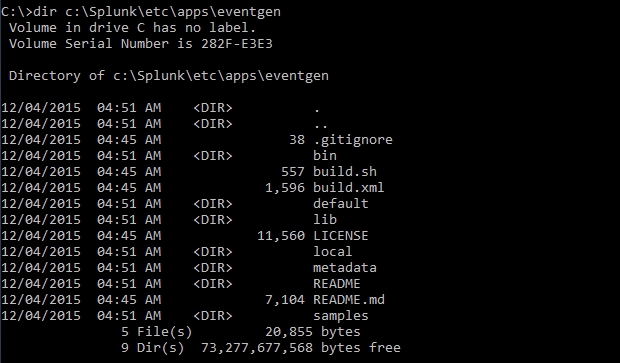 C:\>dir c:\Splunk\etc\apps\eventgen
 Volume in drive C has no label.
 Volume Serial Number is 282F-E3E3

 Directory of c:\Splunk\etc\apps\eventgen

12/04/2015  04:51 AM    <DIR>          .
12/04/2015  04:51 AM    <DIR>          ..
12/04/2015  04:45 AM                38 .gitignore
12/04/2015  04:51 AM    <DIR>          bin
12/04/2015  04:45 AM               557 build.sh
12/04/2015  04:45 AM             1,596 build.xml
12/04/2015  04:51 AM    <DIR>          default
12/04/2015  04:51 AM    <DIR>          lib
12/04/2015  04:45 AM            11,560 LICENSE
12/04/2015  04:51 AM    <DIR>          local
12/04/2015  04:51 AM    <DIR>          metadata
12/04/2015  04:51 AM    <DIR>          README
12/04/2015  04:45 AM             7,104 README.md
12/04/2015  04:51 AM    <DIR>          samples
               5 File(s)         20,855 bytes
               9 Dir(s)  73,277,677,568 bytes free